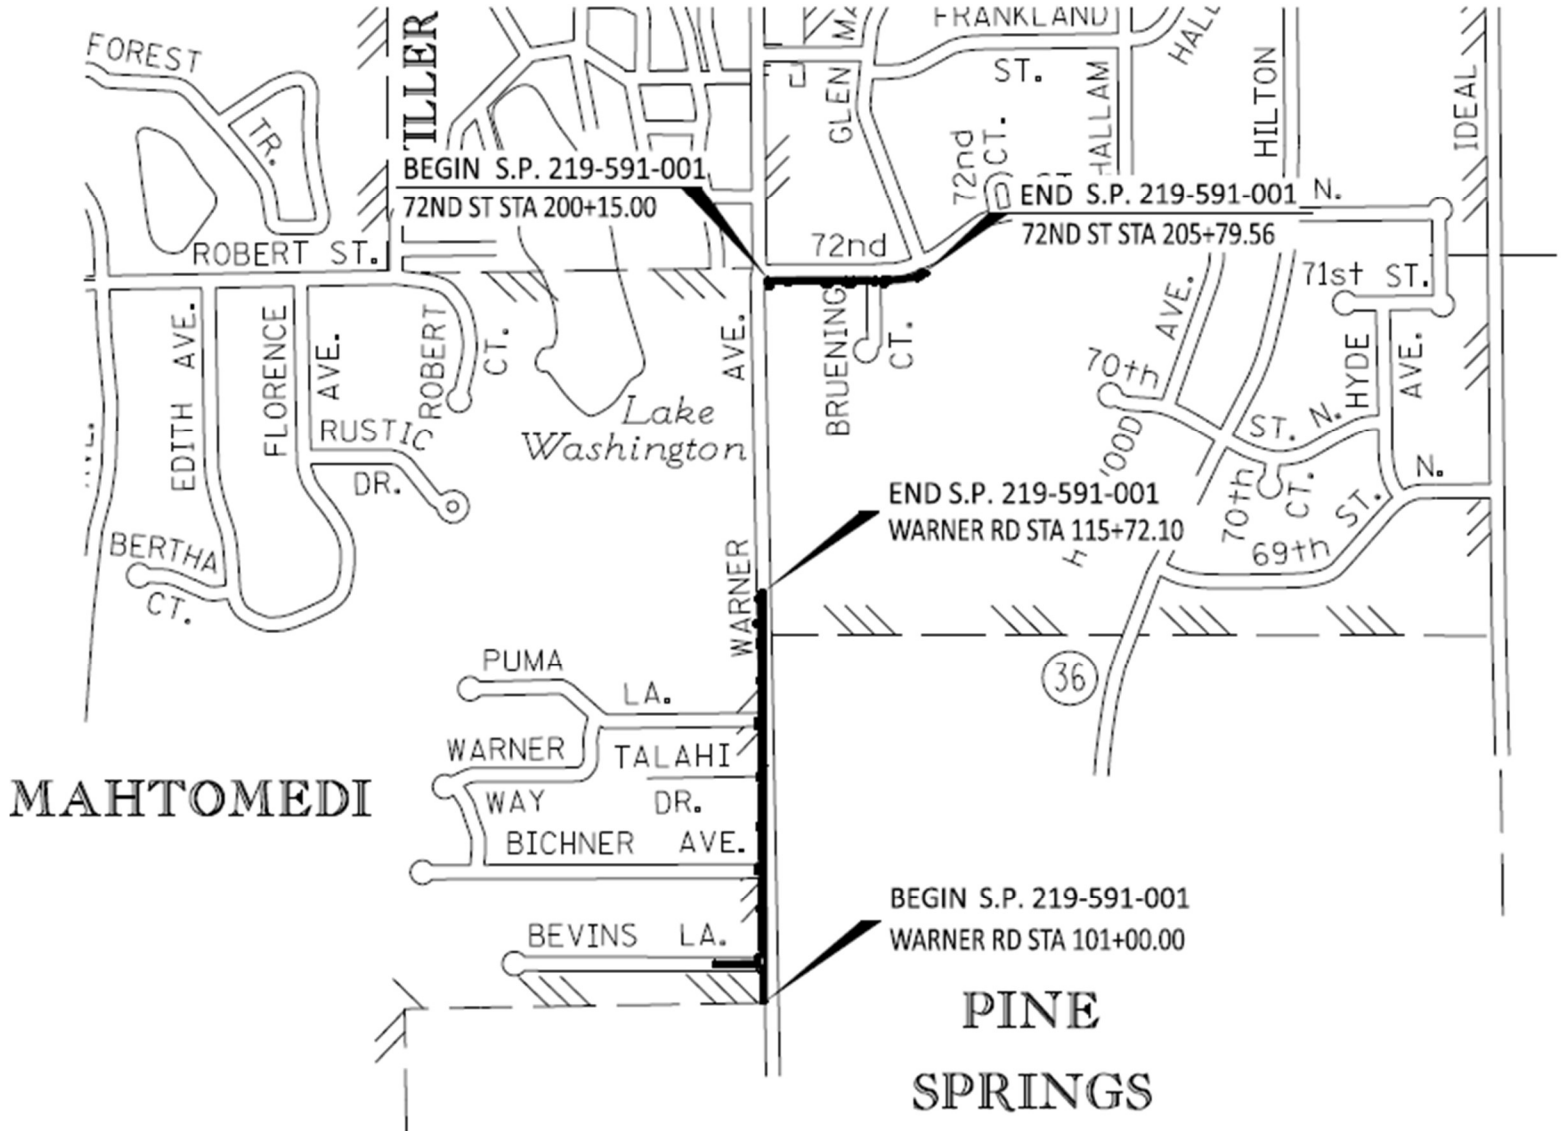 FOREST
TR.
ILLER
FRANKLAND
ST.
GLEN
HALLAM
HALL
HILTON
IDEAL
72nd
CT.
BEGIN S.P. 219-591-001
72ND ST STA 200+15.00
END S.P. 219-591-001
72ND ST STA 205+79.56
N.
ROBERT ST.
72nd
71st ST.
EDITH AVE.
FLORENCE
AVE.
ROBERT
CT.
AVE.
BRUENING
CT.
AVE.
HYDE
AVE.
70th
ST. N.
RUSTIC
DR.
Lake
Washington
70th
CT.
69th
ST.
N.
END S.P. 219-591-001
WARNER RD STA 115+72.10
BERTHA
CT.
WARNER
PUMA
LA.
36
WARNER
WAY
TALAHI
DR.
MAHTOMEDI
BICHNER AVE.
BEGIN S.P. 219-591-001
WARNER RD STA 101+00.00
BEVINS LA.
PINE
SPRINGS